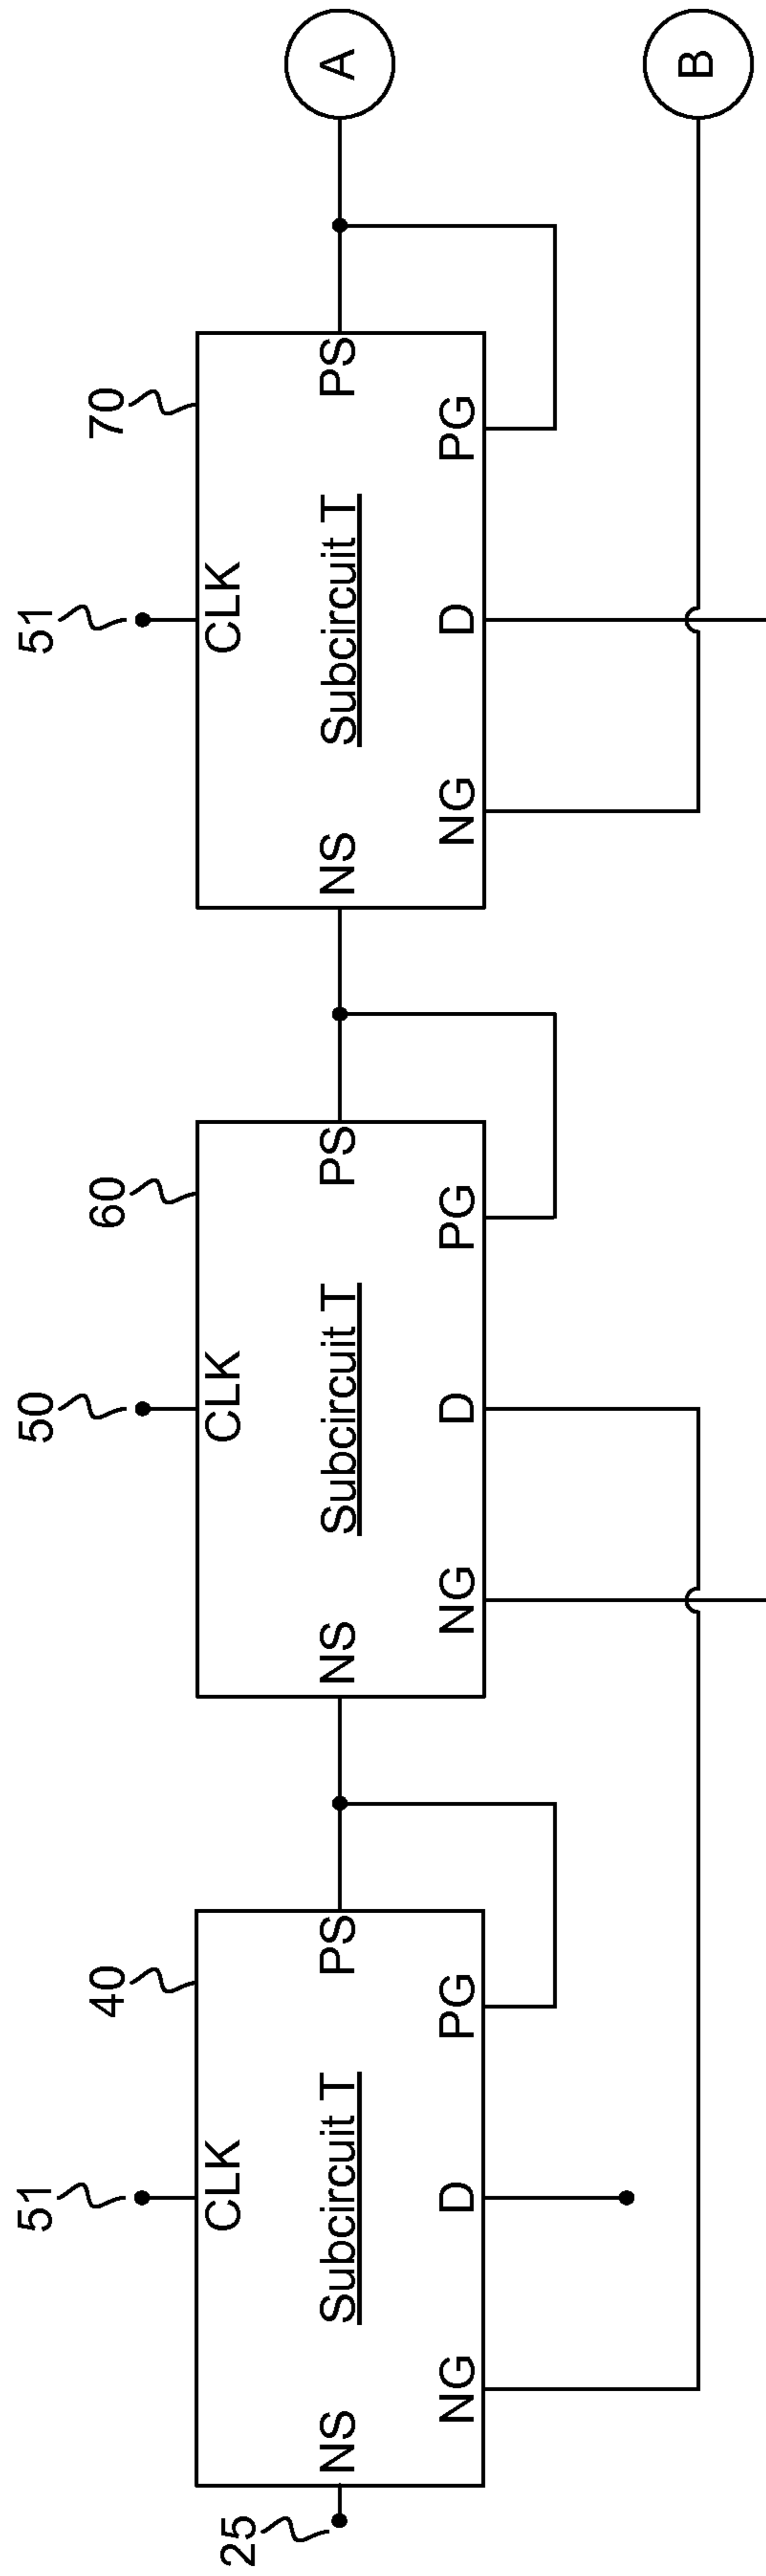 51
50
51
40
60
70
CLK
CLK
CLK
25
NS
Subcircuit T
PS
NS
Subcircuit T
PS
NS
Subcircuit T
PS
A
NG
D
PG
NG
D
PG
NG
D
PG
B